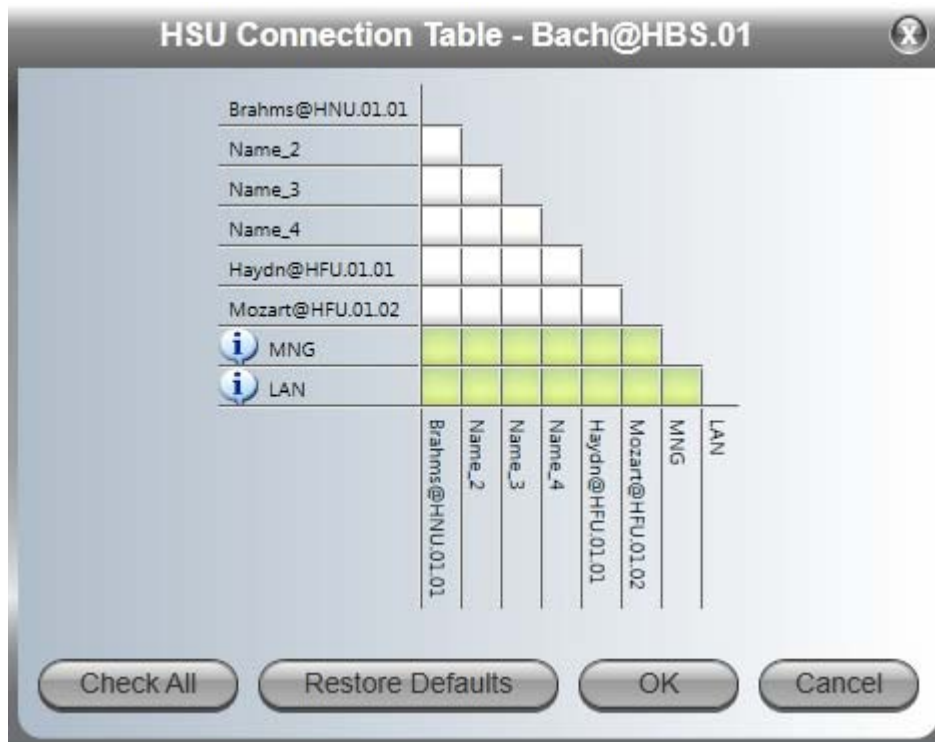 HSU Connection Table - Bach@HBS.01
X
Brahms@HNU.01.01
Name_2
Name_3
Name_4
Haydn@HFU.01.01
Mozart@HFU.01.02
i MNG
i LAN
Brahms@HNU.01.01
Name_2
Name_3
Name_4
Haydn@HFU.01.01
Mozart@HFU.01.02
MNG
LAN
Check All Restore Defaults OK Cancel